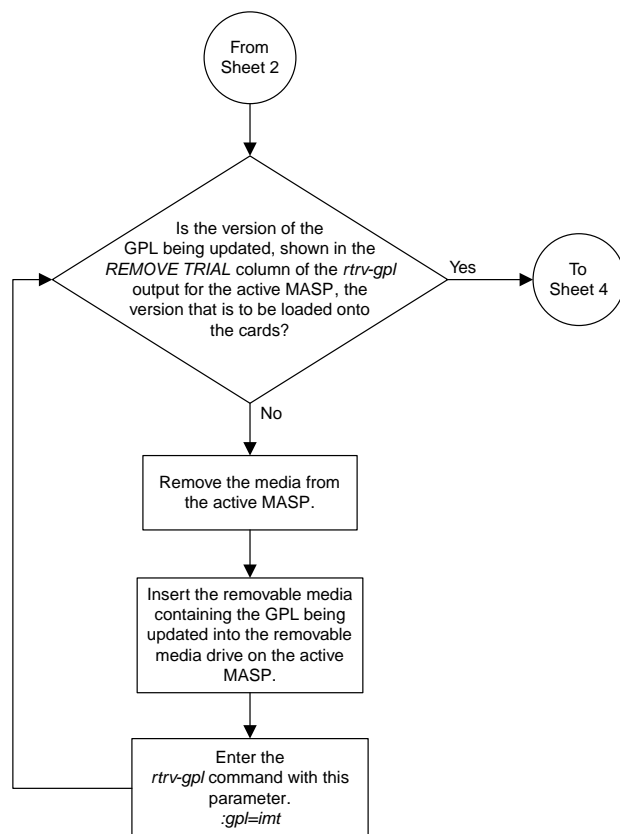 From
Sheet 2
Is the version of the
GPL being updated, shown in the
REMOVE TRIAL column of the rtrv-gpl
output for the active MASP, the
version that is to be loaded onto
the cards?
Yes
To
Sheet 4
No
Remove the media from
the active MASP.
Insert the removable media
containing the GPL being
updated into the removable
media drive on the active
MASP.
Enter the
rtrv-gpl command with this
parameter.
:gpl=imt